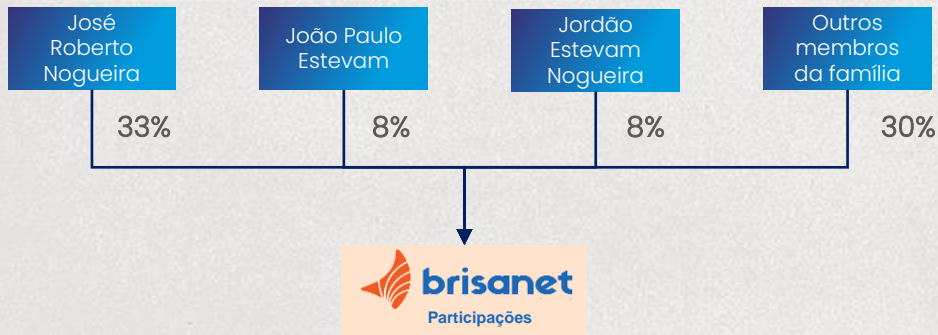 José
Roberto
Nogueira
João Paulo
Estevam
Jordão
Estevam
Nogueira
Outros
membros
da família
33%
8%
8%
30%
brisanet
Participações